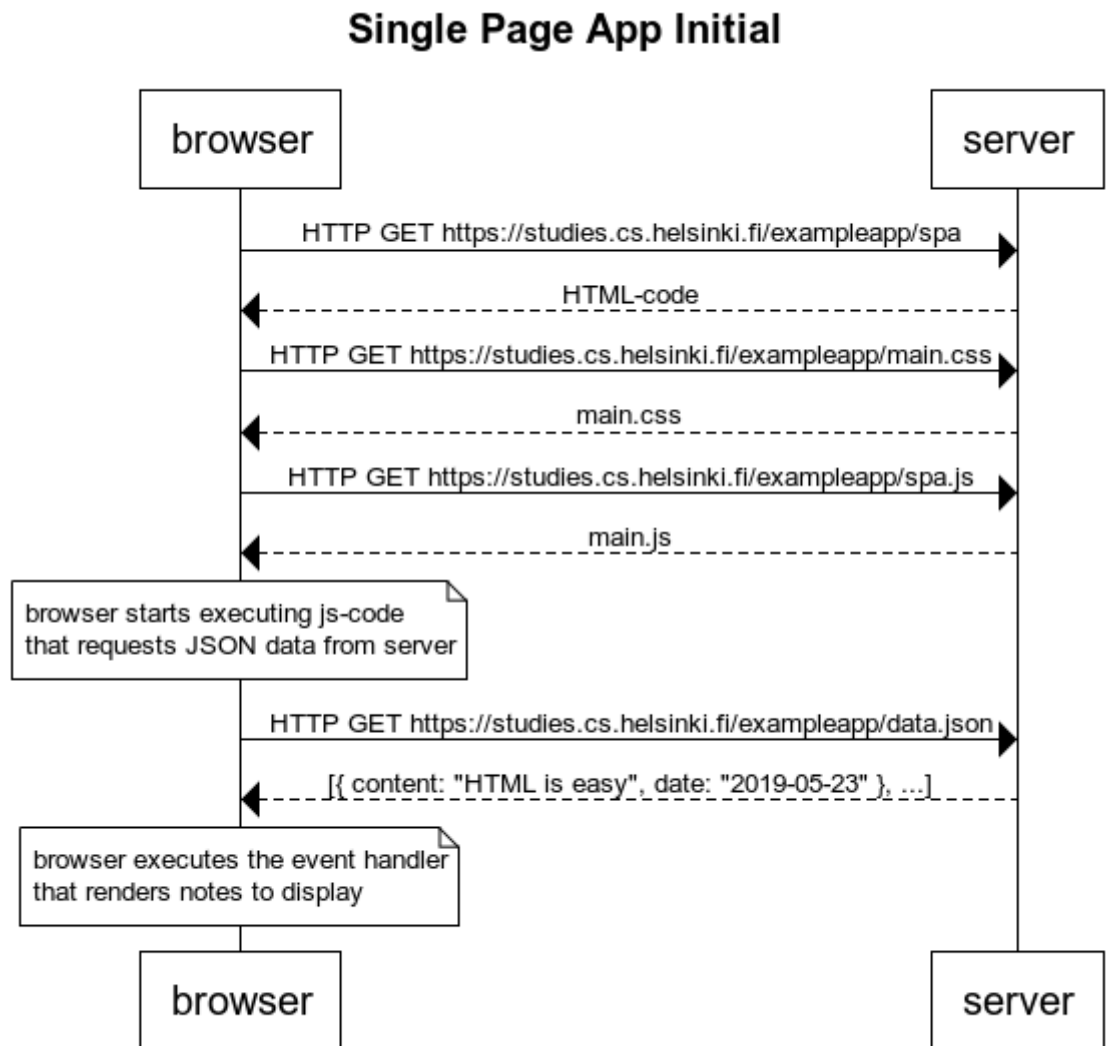 Single Page App Initial
browser
server
HTTP GET https://studies.cs.helsinki.fi/exampleapp/spa
HTML-code
HTTP GET https://studies.cs.helsinki.fi/exampleapp/main.css
main.css
HTTP GET https://studies.cs.helsinki.fi/exampleapp/spa.js
main.js
browser starts executing js-code
that requests JSON data from server
HTTP GET https://studies.cs.helsinki.fi/exampleapp/data.json
[{ content: "HTML is easy", date: "2019-05-23" }, ...]
browser executes the event handler
that renders notes to display
browser
server